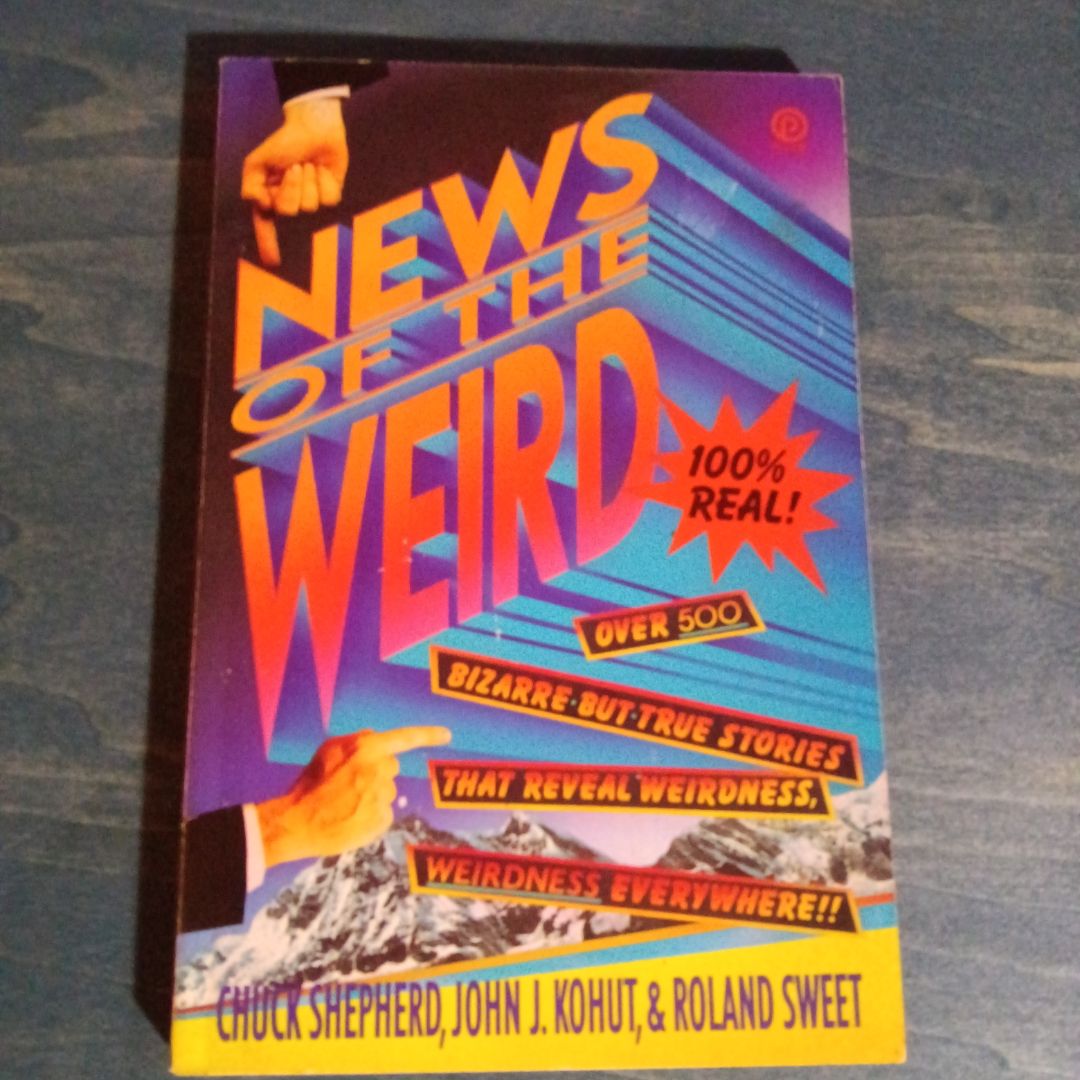 NEWS
OF THE
WEIRD
100%
REAL!
OVER 500
BIZARRE·BUT·TRUE STORIES
THAT REVEAL WEIRDNESS,
WEIRDNESS EVERYWHERE!!
CHUCK SHEPHERD, JOHN J. KOHUT, & ROLAND SWEET